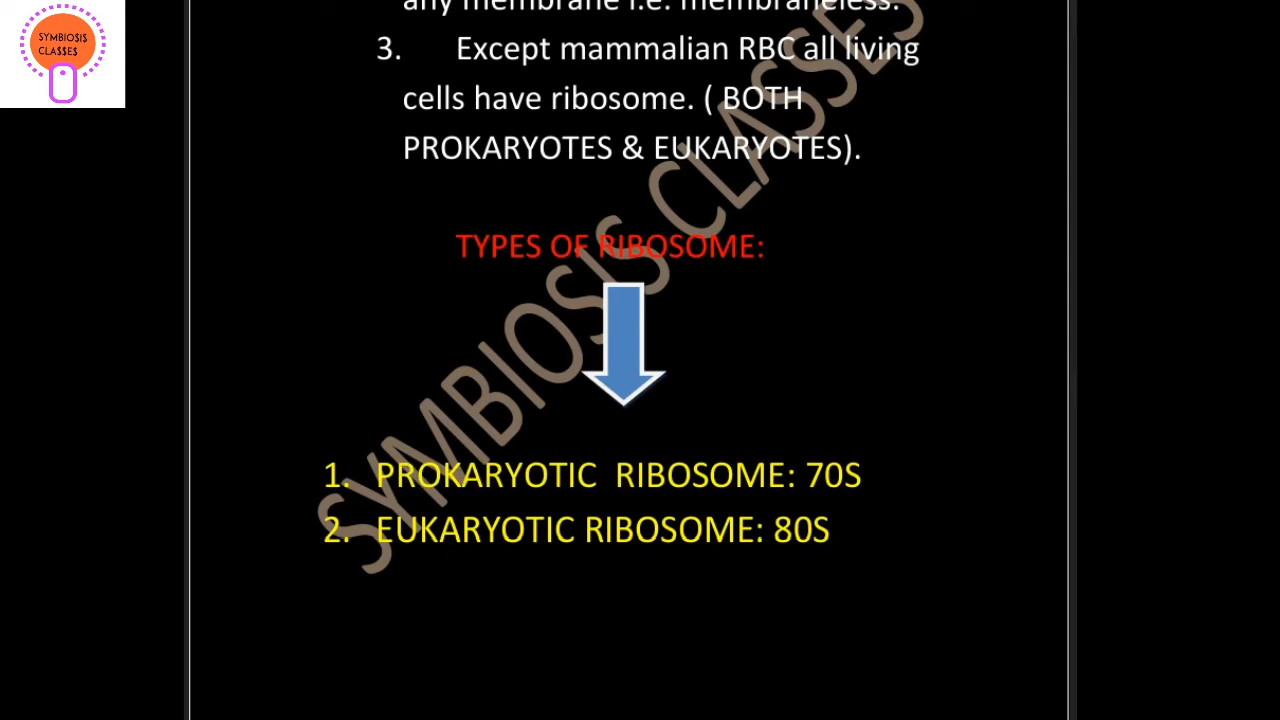 SYMBIOSIS
CLASSES
any membrane i.e. membraneless.
3. Except mammalian RBC all living
cells have ribosome. ( BOTH
PROKARYOTES & EUKARYOTES).
TYPES OF RIBOSOME:
1. PROKARYOTIC RIBOSOME: 70S
2. EUKARYOTIC RIBOSOME: 80S
SYMBIOSIS CLASSES